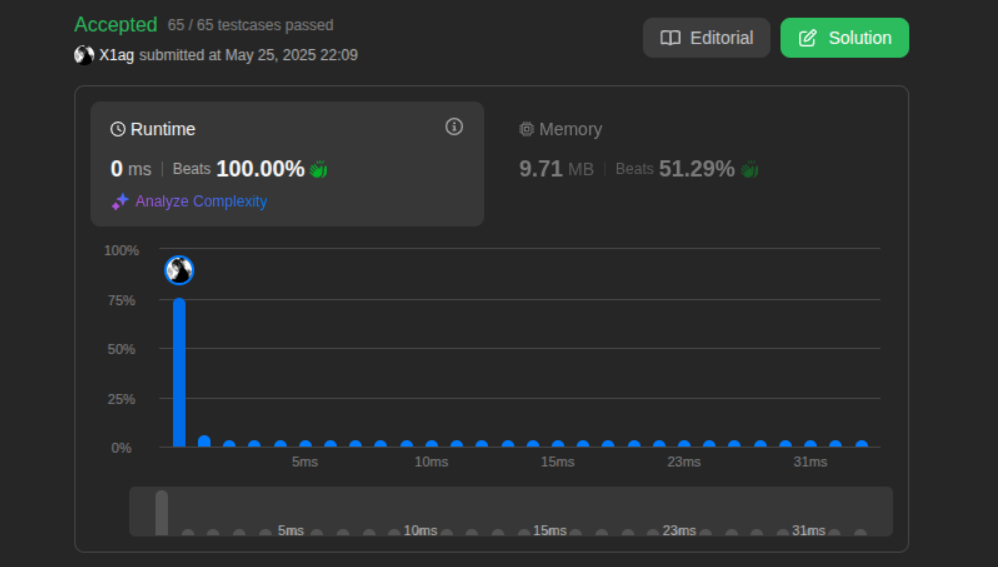 Accepted 65 / 65 testcases passed
X1ag submitted at May 25, 2025 22:09
Editorial
Solution
Runtime
0 ms | Beats 100.00%
Analyze Complexity
Memory
9.71 MB | Beats 51.29%
100%
75%
50%
25%
0%
5ms 10ms 15ms 23ms 31ms
5ms 10ms 15ms 23ms 31ms